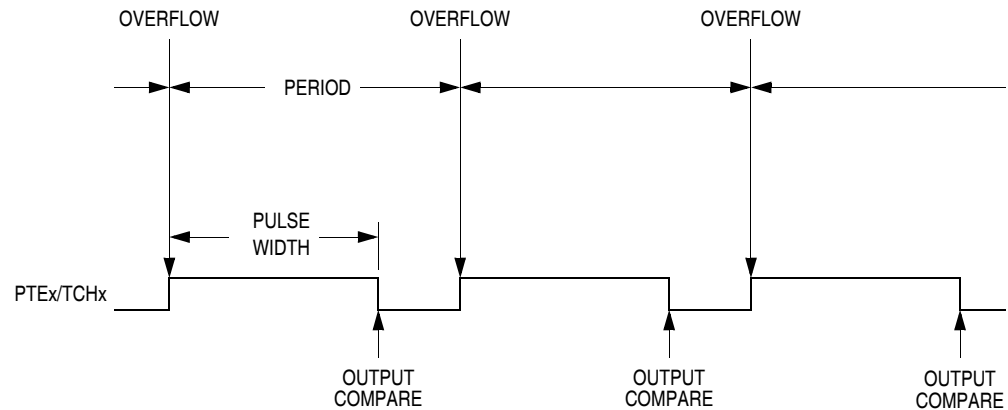 OVERFLOW
OVERFLOW
OVERFLOW
PERIOD
PULSE
WIDTH
PTEx/TCHx
OUTPUT
COMPARE
OUTPUT
COMPARE
OUTPUT
COMPARE